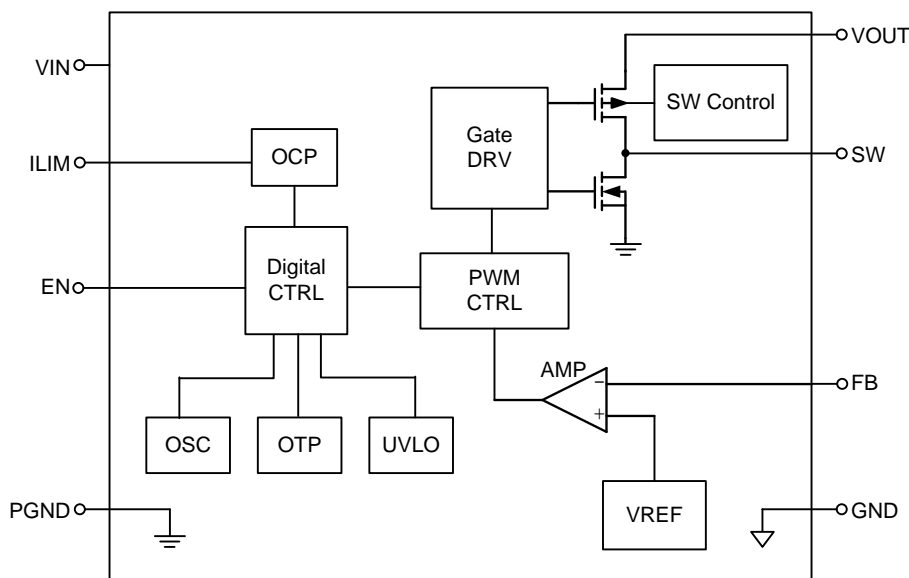 VIN
ILIM
EN
PGND
OCP
Digital
CTRL
OSC
OTP
UVLO
Gate
DRV
PWM
CTRL
AMP
−
+
VREF
SW Control
VOUT
SW
FB
GND